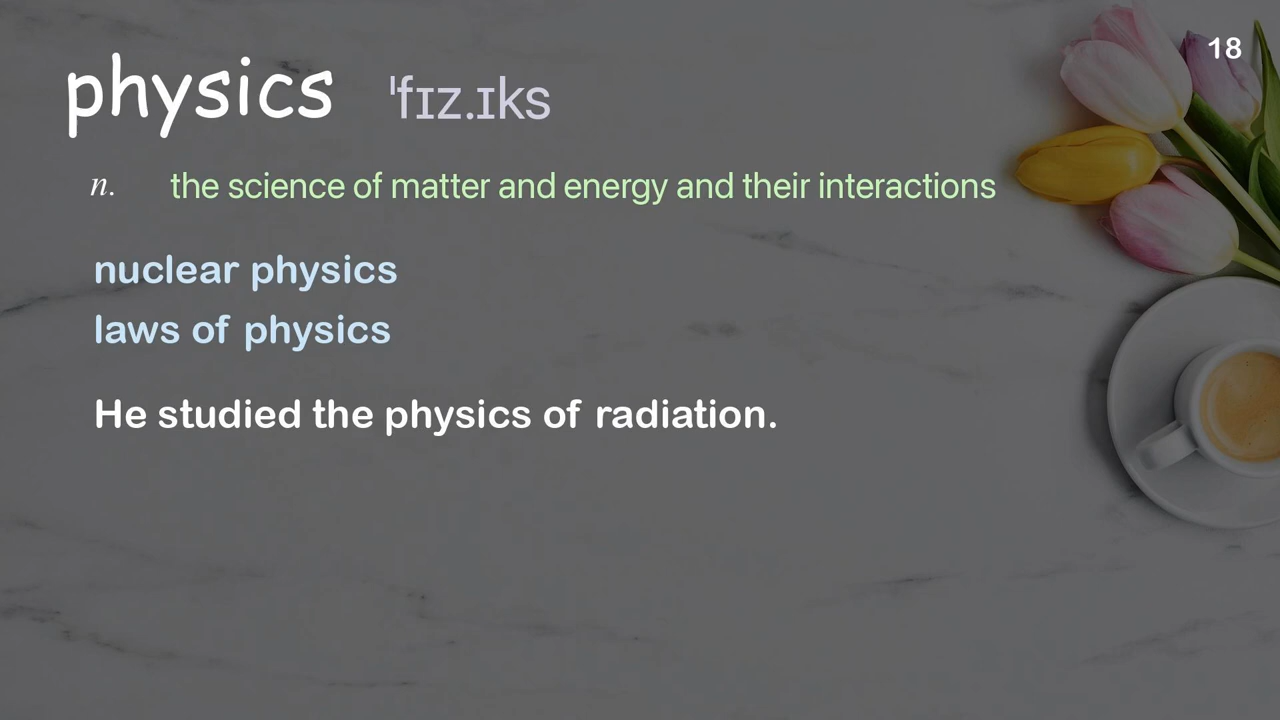 18
physics ˈfɪz.ɪks
n. the science of matter and energy and their interactions
nuclear physics
laws of physics
He studied the physics of radiation.